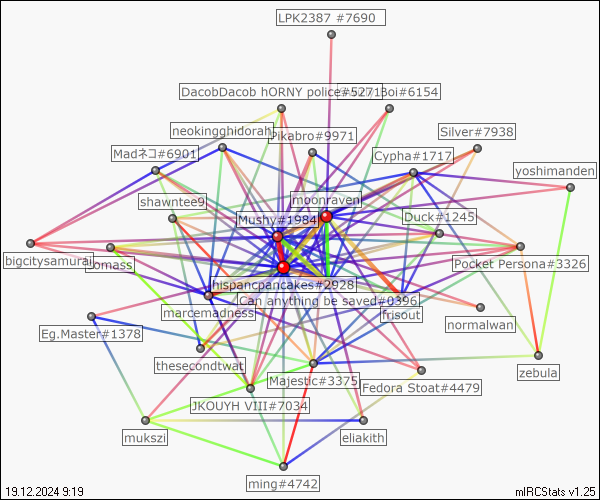 LPK2387 #7690
DacobDacob hORNY police#5271
Boi#6154
neokingghidorah
Pikabro#9971
Silver#7938
Madネコ#6901
Cypha#1717
yoshimanden
shawntee9
moonravenj
Mushy#1984
Duck#1245
bigcitysamurai
Pocket Persona#3326
hispancpancakes#2928
Can anything be saved#0396
marcemadness
frisout
normalwan
Eg.Master#1378
thesecondtwat
zebula
Majestic#3375
Fedora Stoat#4479
JKOUYH VIII#7034
mukszi
eliakith
ming#4742
19.12.2024 9:19
mIRCStats v1.25